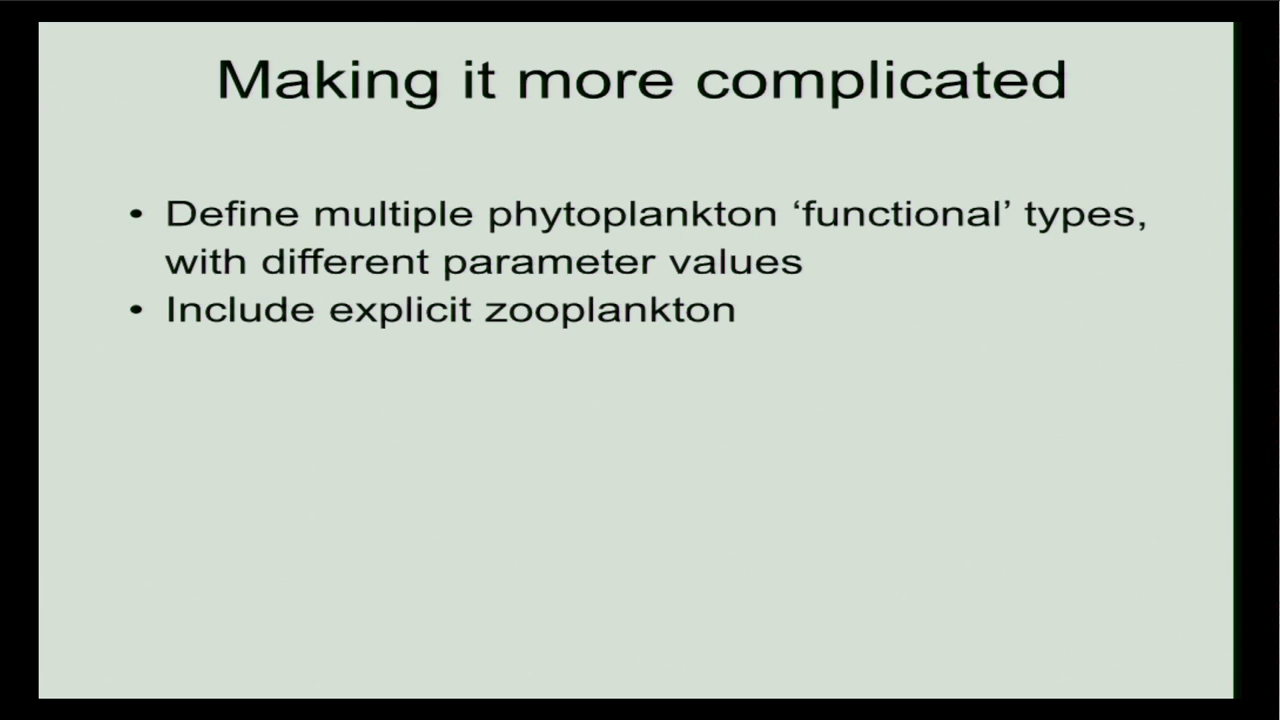 Making it more complicated
• Define multiple phytoplankton ‘functional’ types,
with different parameter values
• Include explicit zooplankton